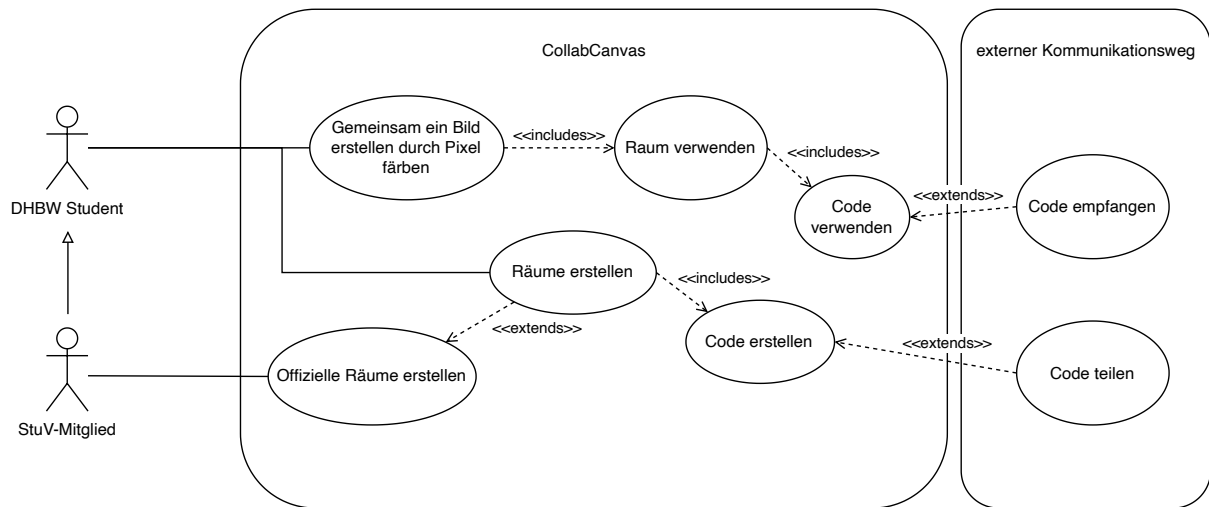 CollabCanvas
externer Kommunikationsweg
Gemeinsam ein Bild
erstellen durch Pixel
färben
<<includes>>
Raum verwenden
<<includes>>
DHBW Student
Code
verwenden
<<extends>>
Code empfangen
Räume erstellen
<<includes>>
<<extends>>
Code erstellen
<<extends>>
Offizielle Räume erstellen
Code teilen
StuV-Mitglied